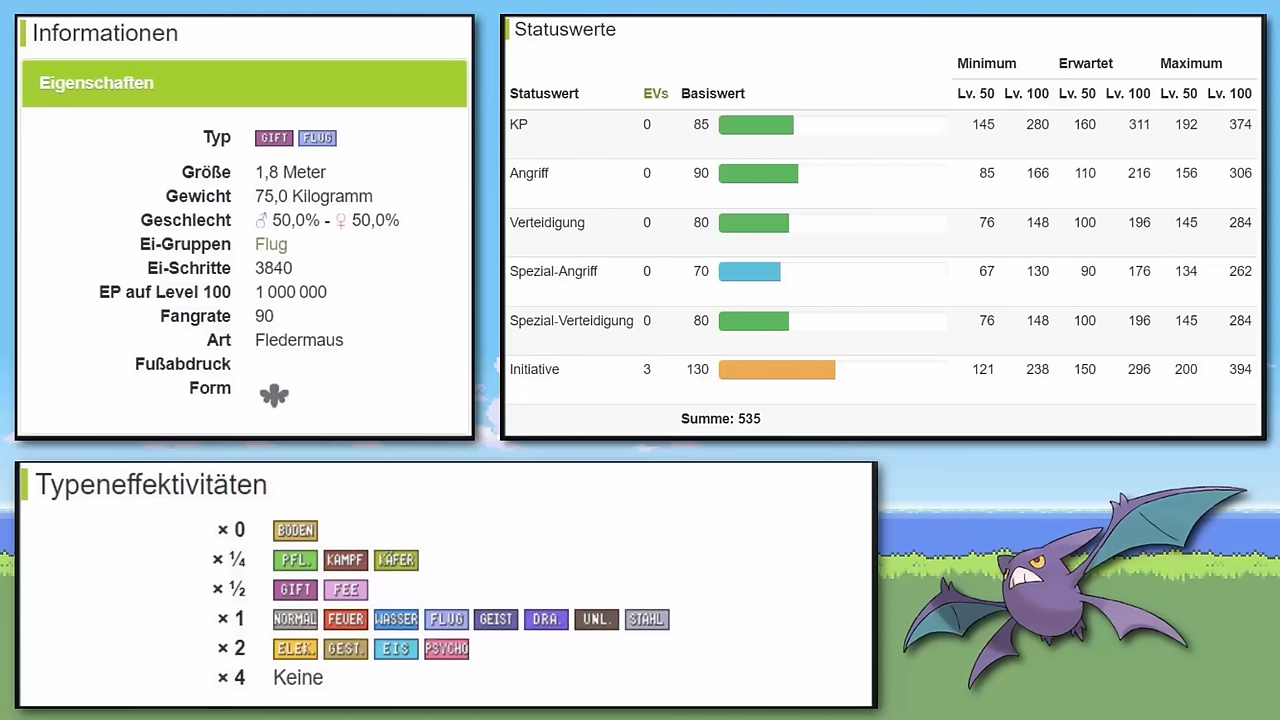 Informationen
Eigenschaften
Typ GIFT FLUG
Größe 1,8 Meter
Gewicht 75,0 Kilogramm
Geschlecht ♂ 50,0% - ♀ 50,0%
Ei-Gruppen Flug
Ei-Schritte 3840
EP auf Level 100 1 000 000
Fangrate 90
Art Fledermaus
Fußabdruck
Form
Statuswerte
Minimum Erwartet Maximum
Statuswert EVs Basiswert Lv. 50 Lv. 100 Lv. 50 Lv. 100 Lv. 50 Lv. 100
KP 0 85 145 280 160 311 192 374
Angriff 0 90 85 166 110 216 156 306
Verteidigung 0 80 76 148 100 196 145 284
Spezial-Angriff 0 70 67 130 90 176 134 262
Spezial-Verteidigung 0 80 76 148 100 196 145 284
Initiative 3 130 121 238 150 296 200 394
Summe: 535
Typeneffektivitäten
× 0 BODEN
× ¼ PFL. KAMPF KÄFER
× ½ GIFT FEE
× 1 NORMAL FEUER WASSER FLUG GEIST DRA. UNL. STAHL
× 2 ELEK. GEST. EIS PSYCHO
× 4 Keine